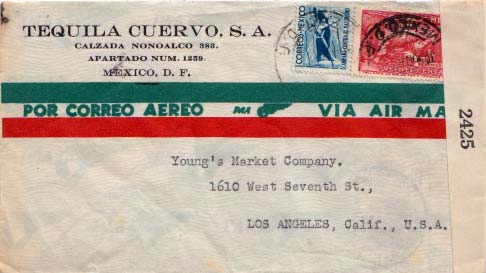 TEQUILA CUERVO, S. A.
CALZADA NONOALCO 383.
APARTADO NUM. 1259.
MEXICO, D. F.
CORREOS MEXICO
POR CORREO AEREO
VIA AIR MA
2425
Young's Market Company.
1610 West Seventh St.,
LOS ANGELES, Calif., U.S.A.